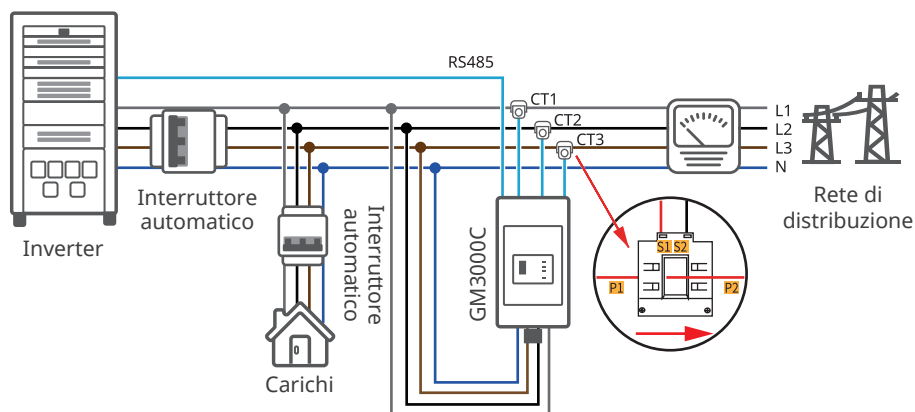 RS485
CT1
CT2
CT3
L1
L2
L3
N
Interruttore
automatico
Inverter
Interruttore
automatico
GM3000C
Carichi
S1
S2
P1
P2
Rete di
distribuzione